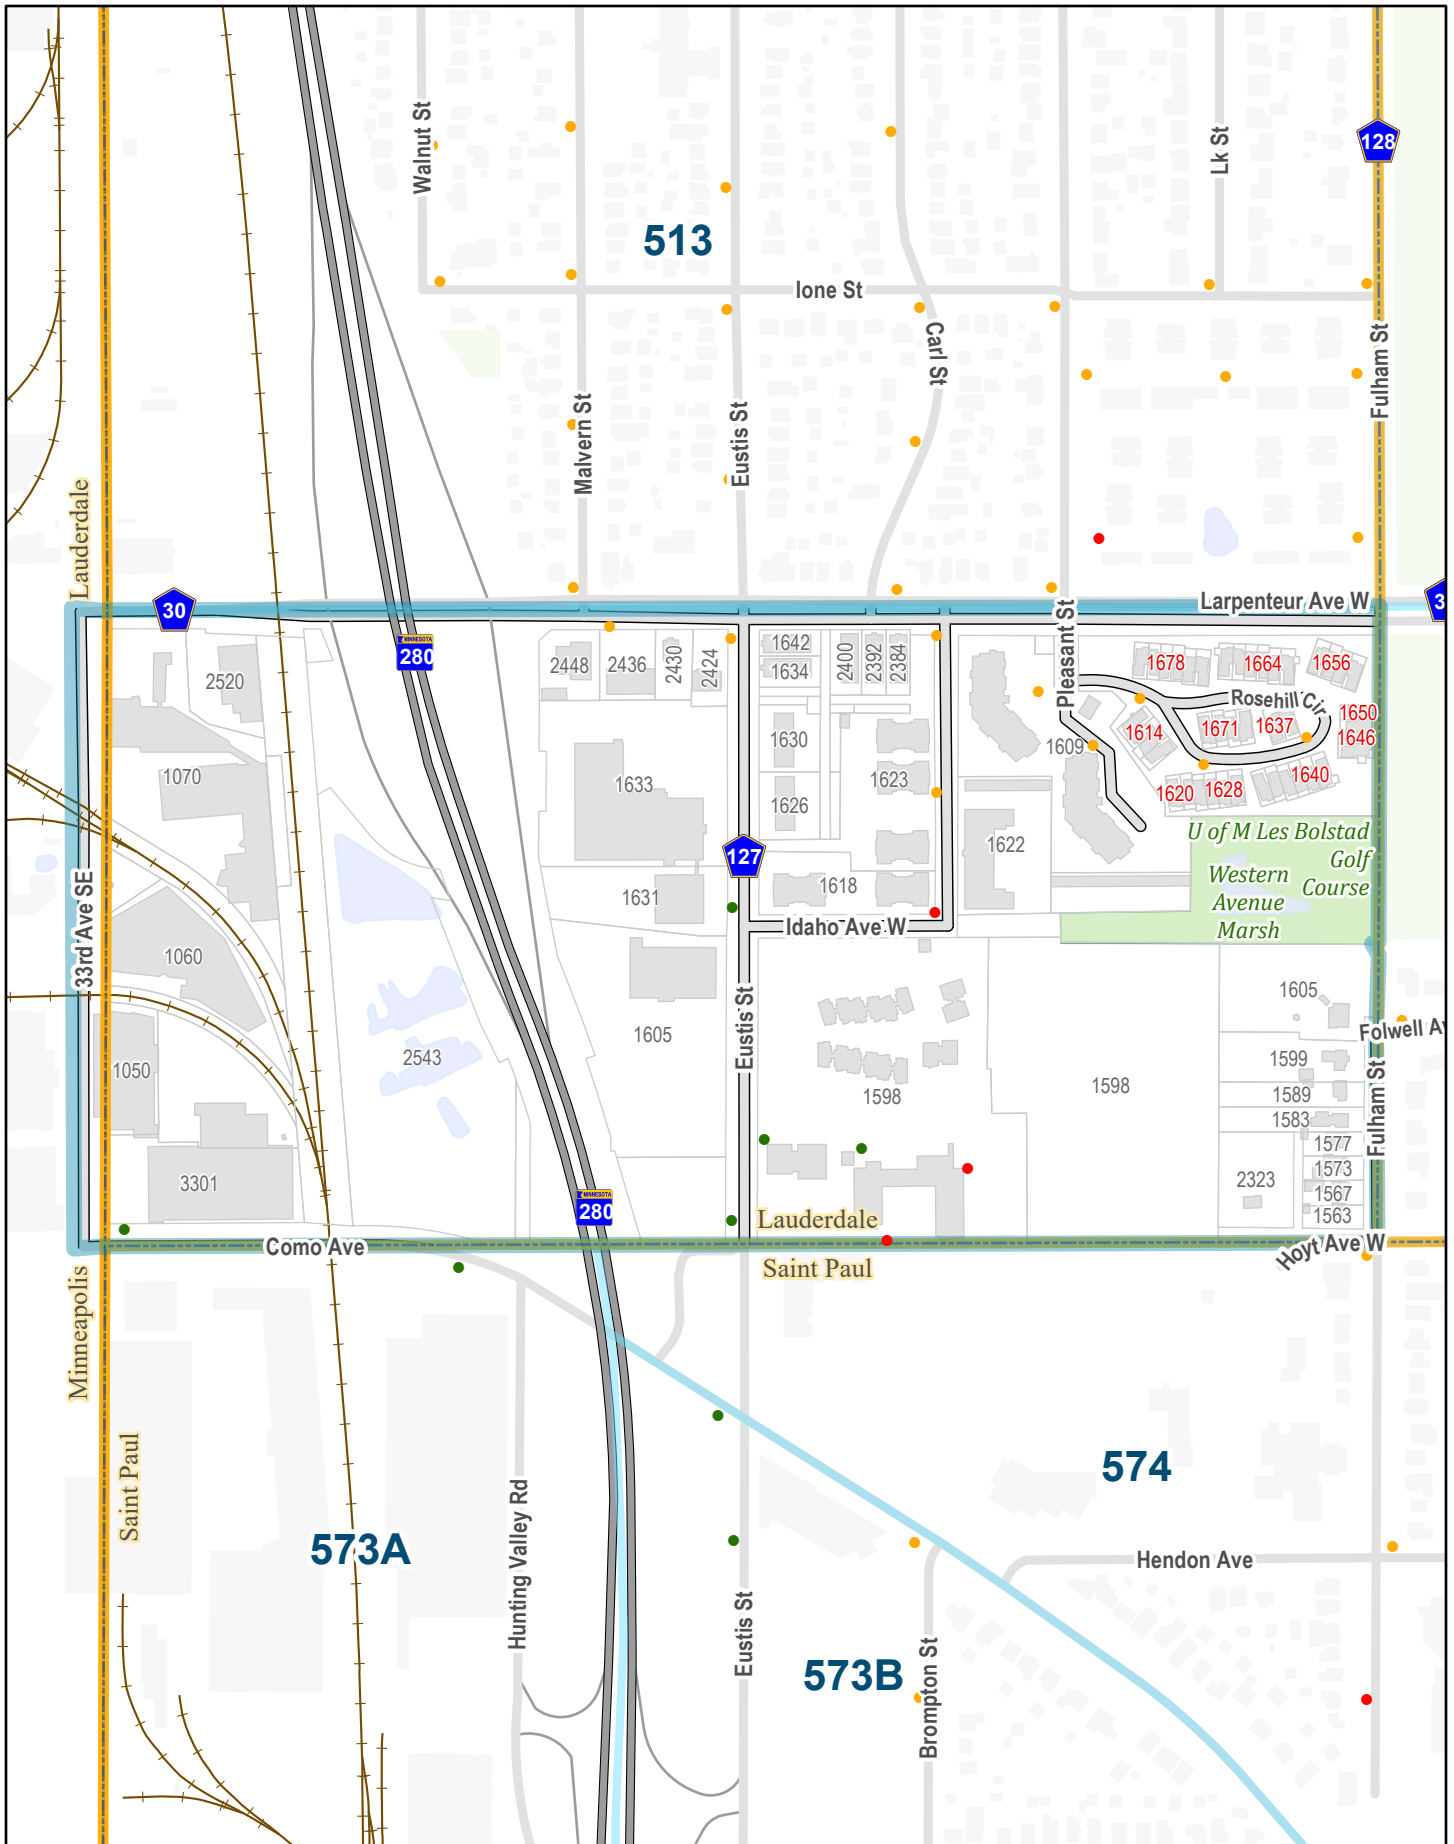 Walnut St
Lk St
128
513
Ione St
Carl St
Fulham St
Malvern St
Eustis St
Lauderdale
30
Larpenteur Ave W
3
MINNESOTA
280
Pleasant St
2520
2448
2436
2430
2424
1642
1634
2400
2392
2384
1678
1664
1656
Rosehill Cir
1650
1646
1614
1671
1637
1640
1620
1628
1609
1630
1623
1626
1070
1633
127
1622
U of M Les Bolstad
Golf
Course
Western
Avenue
Marsh
1631
1618
Idaho Ave W
33rd Ave SE
1060
1605
1605
Folwell Av
Eustis St
1050
2543
1598
1598
1599
1589
1583
1577
1573
1567
1563
2323
Fulham St
3301
MINNESOTA
280
Lauderdale
Como Ave
Hoyt Ave W
Saint Paul
Minneapolis
Saint Paul
574
573A
Hunting Valley Rd
Hendon Ave
Eustis St
573B
Brompton St